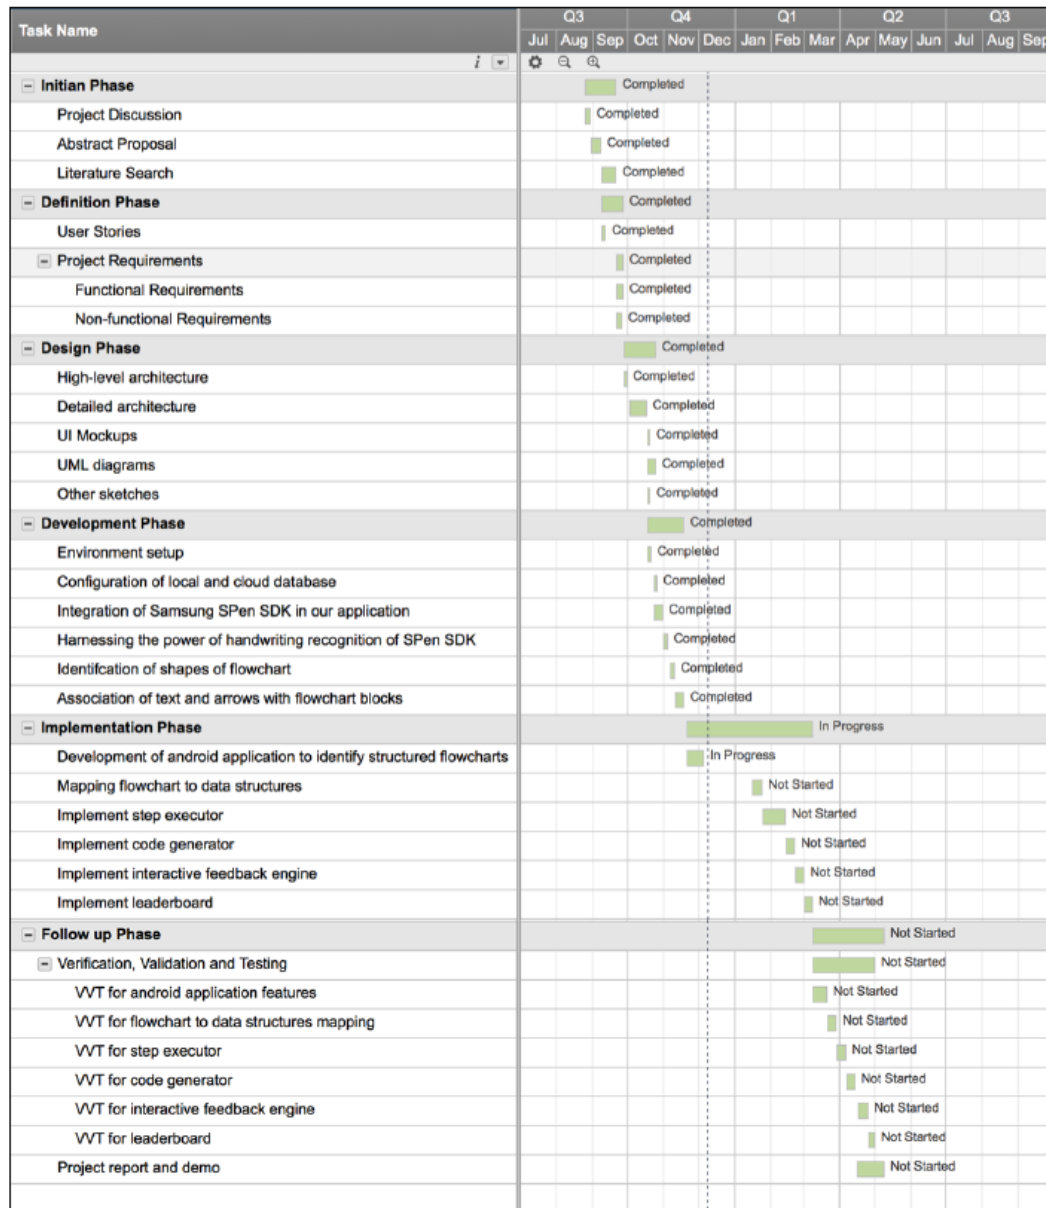 Task Name
Q3 Q4 Q1 Q2 Q3
Jul Aug Sep Oct Nov Dec Jan Feb Mar Apr May Jun Jul Aug Sep
i
Initian Phase Completed
Project Discussion Completed
Abstract Proposal Completed
Literature Search Completed
Definition Phase Completed
User Stories Completed
Project Requirements Completed
Functional Requirements Completed
Non-functional Requirements Completed
Design Phase Completed
High-level architecture Completed
Detailed architecture Completed
UI Mockups Completed
UML diagrams Completed
Other sketches Completed
Development Phase Completed
Environment setup Completed
Configuration of local and cloud database Completed
Integration of Samsung SPen SDK in our application Completed
Harnessing the power of handwriting recognition of SPen SDK Completed
Identifcation of shapes of flowchart Completed
Association of text and arrows with flowchart blocks Completed
Implementation Phase In Progress
Development of android application to identify structured flowcharts In Progress
Mapping flowchart to data structures Not Started
Implement step executor Not Started
Implement code generator Not Started
Implement interactive feedback engine Not Started
Implement leaderboard Not Started
Follow up Phase Not Started
Verification, Validation and Testing Not Started
VVT for android application features Not Started
VVT for flowchart to data structures mapping Not Started
VVT for step executor Not Started
VVT for code generator Not Started
VVT for interactive feedback engine Not Started
VVT for leaderboard Not Started
Project report and demo Not Started